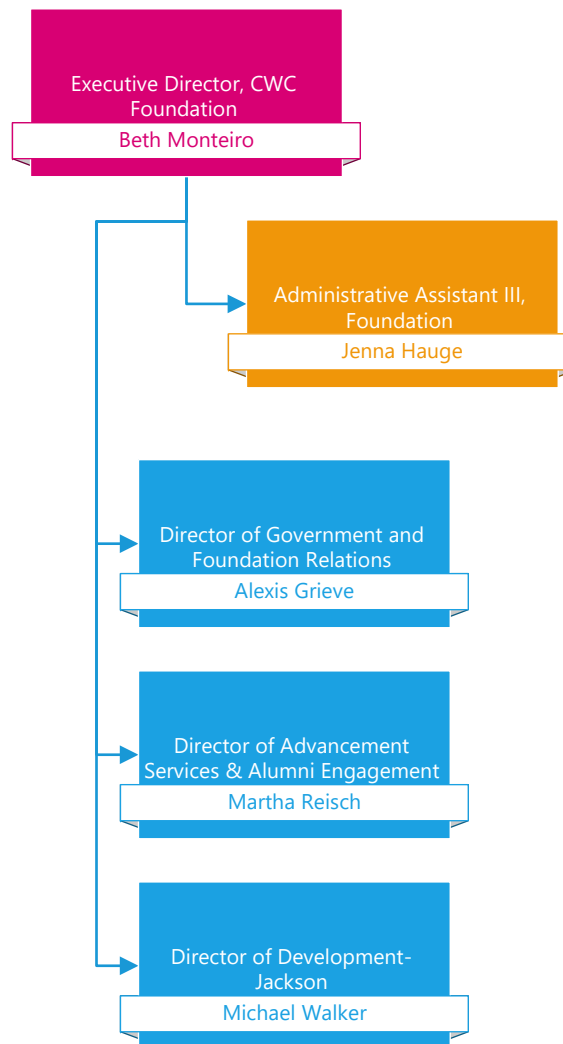 Executive Director, CWC
Foundation
Beth Monteiro
Administrative Assistant III,
Foundation
Jenna Hauge
Director of Government and
Foundation Relations
Alexis Grieve
Director of Advancement
Services & Alumni Engagement
Martha Reisch
Director of Development-
Jackson
Michael Walker